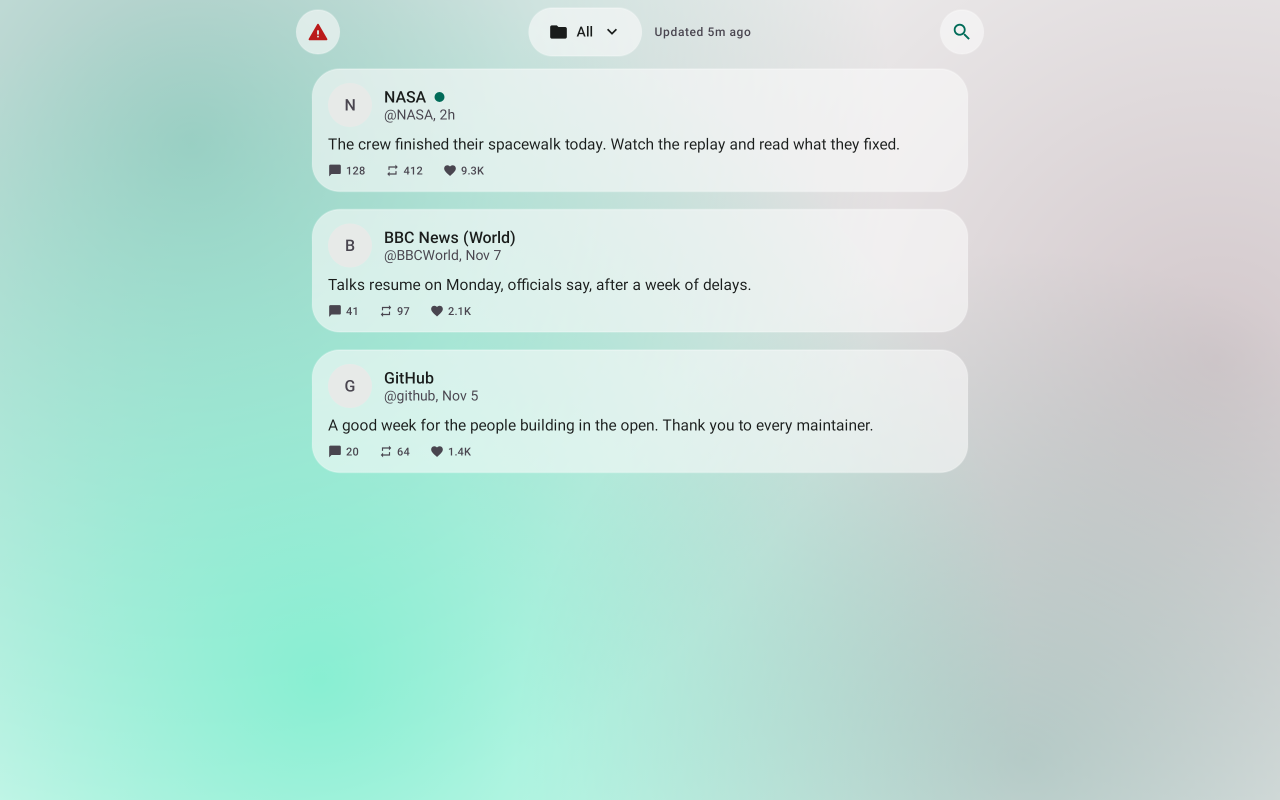 All
Updated 5m ago
N
NASA
@NASA, 2h
The crew finished their spacewalk today. Watch the replay and read what they fixed.
128 412 9.3K
B
BBC News (World)
@BBCWorld, Nov 7
Talks resume on Monday, officials say, after a week of delays.
41 97 2.1K
G
GitHub
@github, Nov 5
A good week for the people building in the open. Thank you to every maintainer.
20 64 1.4K